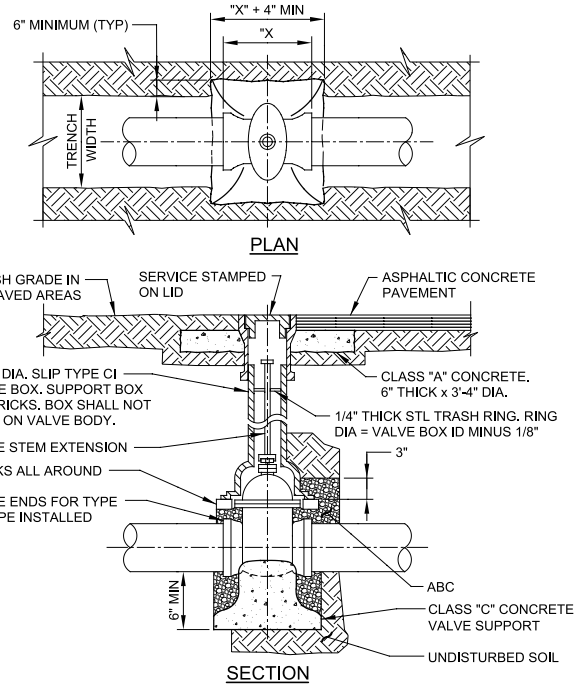 "X" + 4" MIN
6" MINIMUM (TYP)
"X
TRENCH
WIDTH
PLAN
SH GRADE IN
AVED AREAS
SERVICE STAMPED
ON LID
ASPHALTIC CONCRETE
PAVEMENT
DIA. SLIP TYPE CI
E BOX. SUPPORT BOX
RICKS. BOX SHALL NOT
ON VALVE BODY.
CLASS "A" CONCRETE.
6" THICK x 3'-4" DIA.
1/4" THICK STL TRASH RING. RING
DIA = VALVE BOX ID MINUS 1/8"
E STEM EXTENSION
3"
KS ALL AROUND
E ENDS FOR TYPE
PE INSTALLED
6" MIN
ABC
CLASS "C" CONCRETE
VALVE SUPPORT
UNDISTURBED SOIL
SECTION